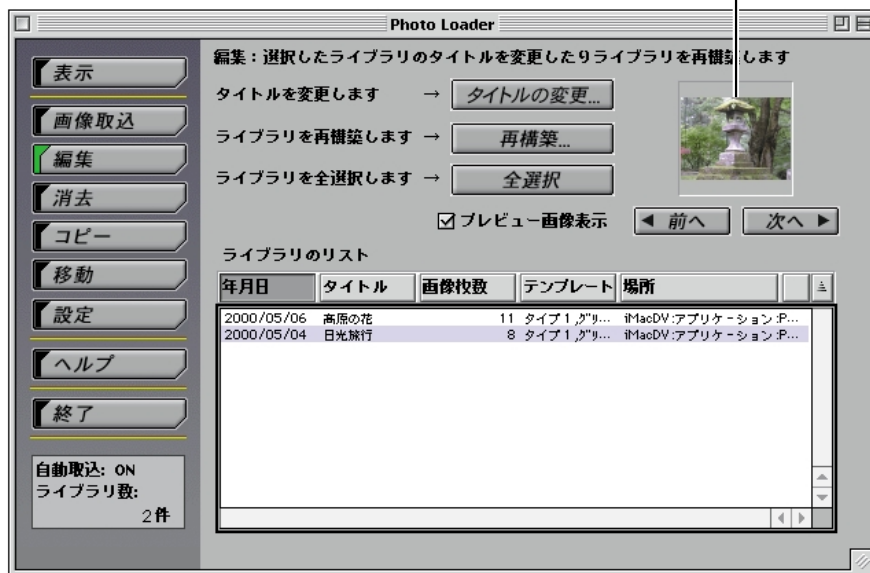 Photo Loader
表示
画像取込
編集
消去
コピー
移動
設定
ヘルプ
終了
自動取込: ON
ライブラリ数:
2件
編集：選択したライブラリのタイトルを変更したりライブラリを再構築します
タイトルを変更します → タイトルの変更...
ライブラリを再構築します → 再構築...
ライブラリを全選択します → 全選択
プレビュー画像表示 ◀ 前へ 次へ ▶
ライブラリのリスト
年月日 タイトル 画像枚数 テンプレート 場所
2000/05/06 高原の花 11 タイプ1,グリ... iMacDV:アプリケーション:P...
2000/05/04 日光旅行 8 タイプ1,グリ... iMacDV:アプリケーション:P...